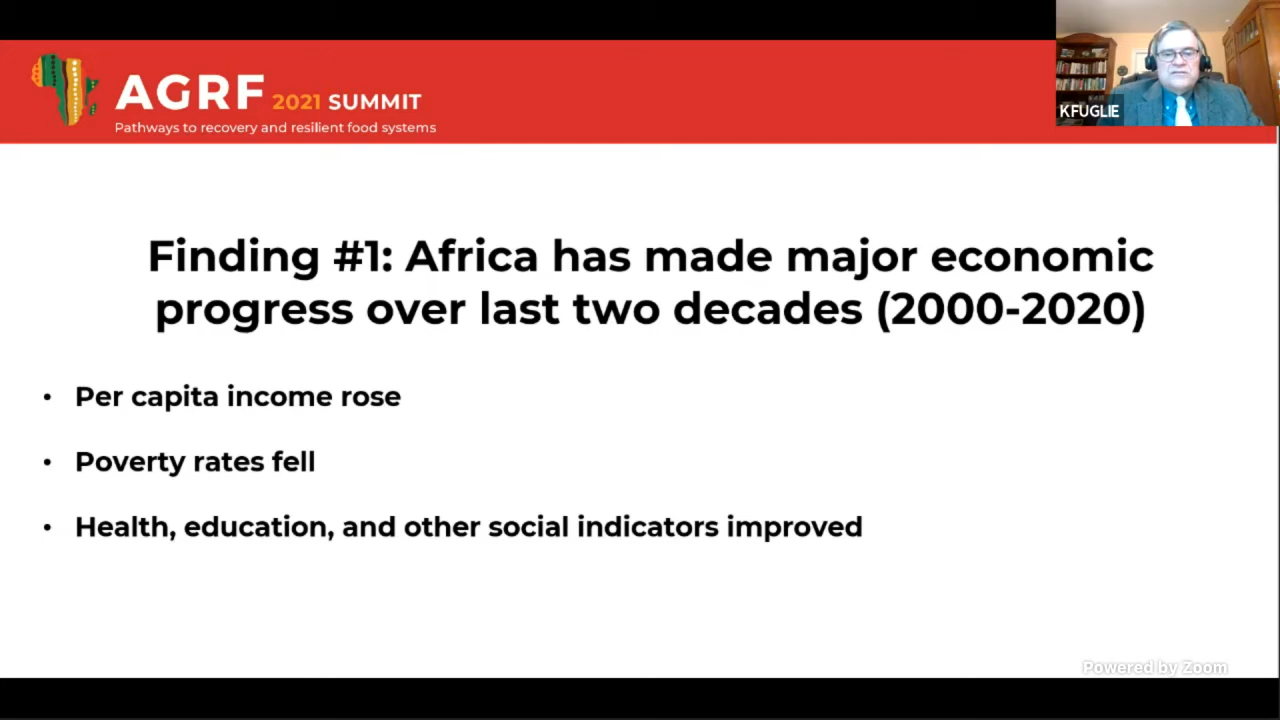 AGRF 2021 SUMMIT
Pathways to recovery and resilient food systems
KFUGLIE
Finding #1: Africa has made major economic
progress over last two decades (2000-2020)
• Per capita income rose
• Poverty rates fell
• Health, education, and other social indicators improved
Powered by Zoom